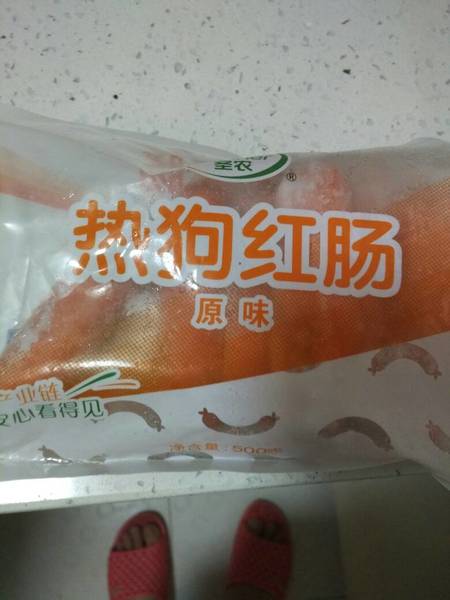 圣农
®
热狗红肠
原味
产业链
安心看得见
净含量:500克